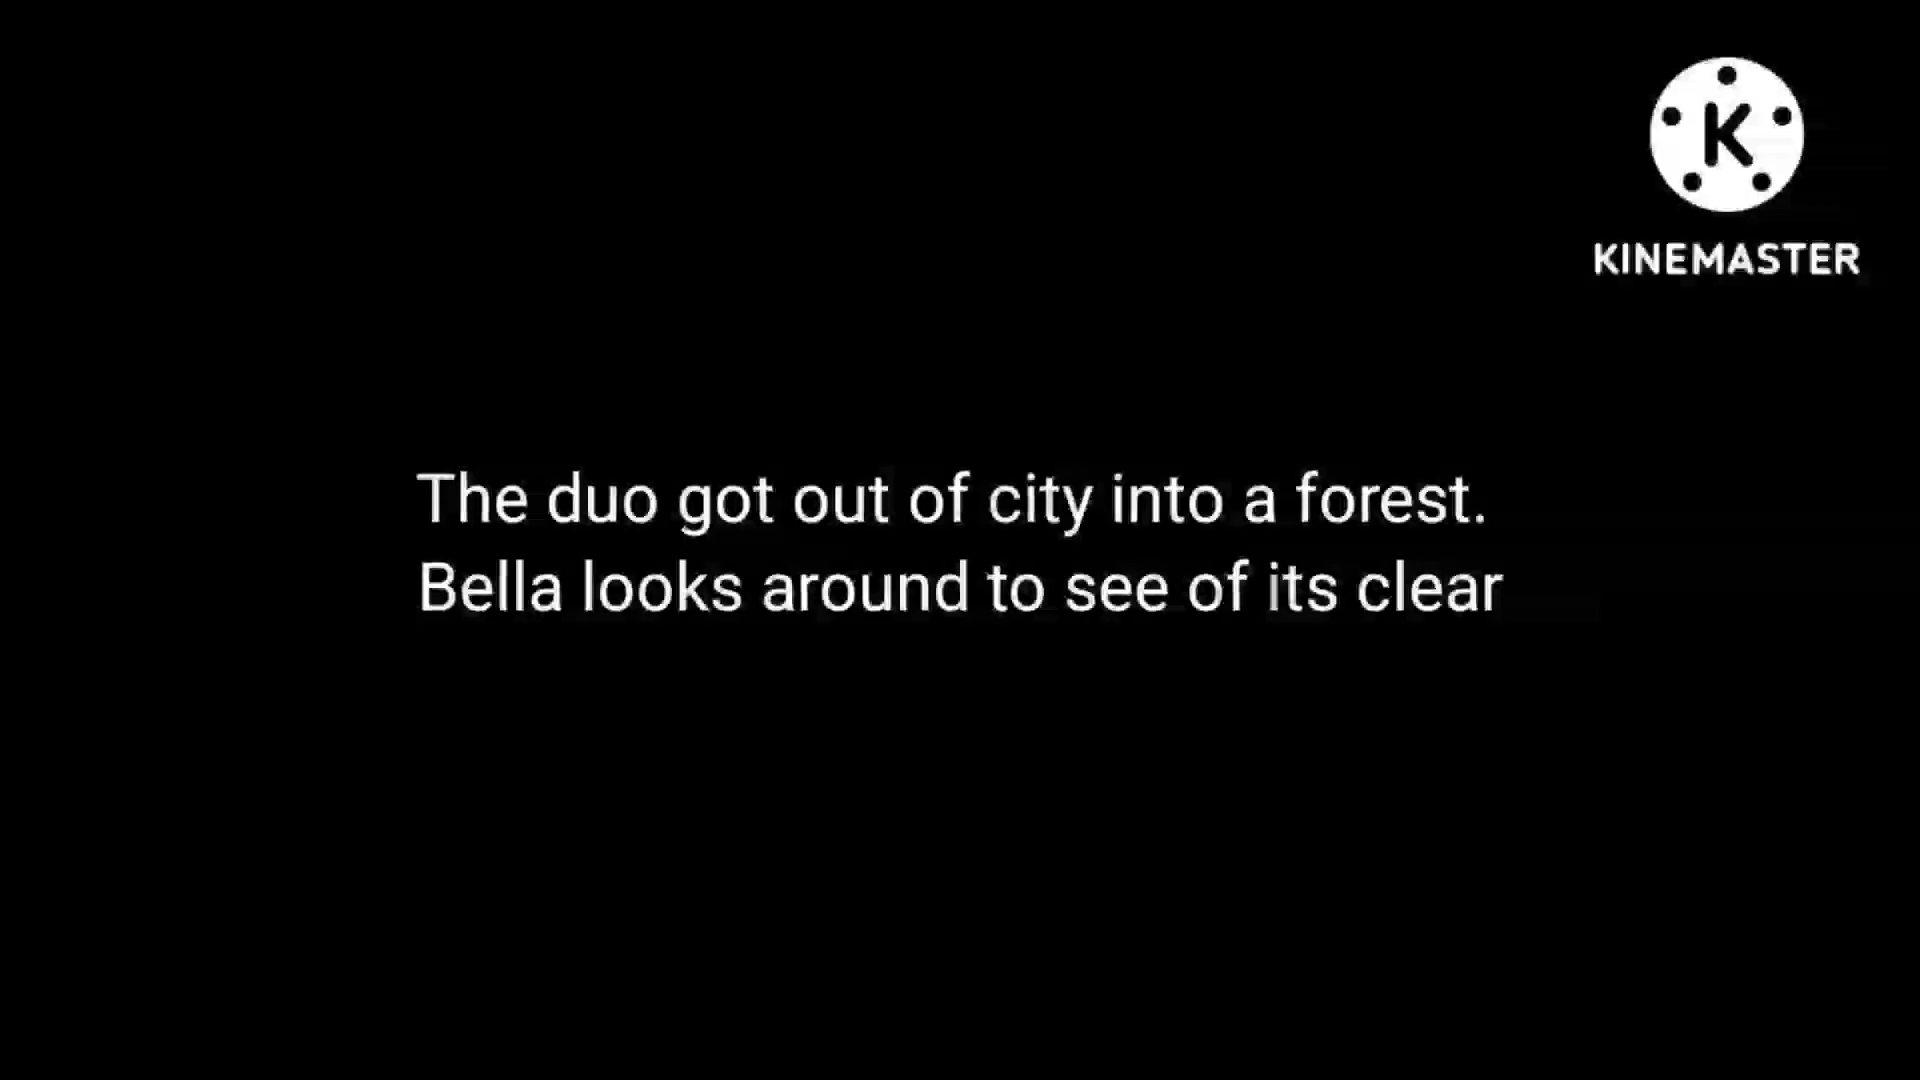 K
KINEMASTER
The duo got out of city into a forest.
Bella looks around to see of its clear